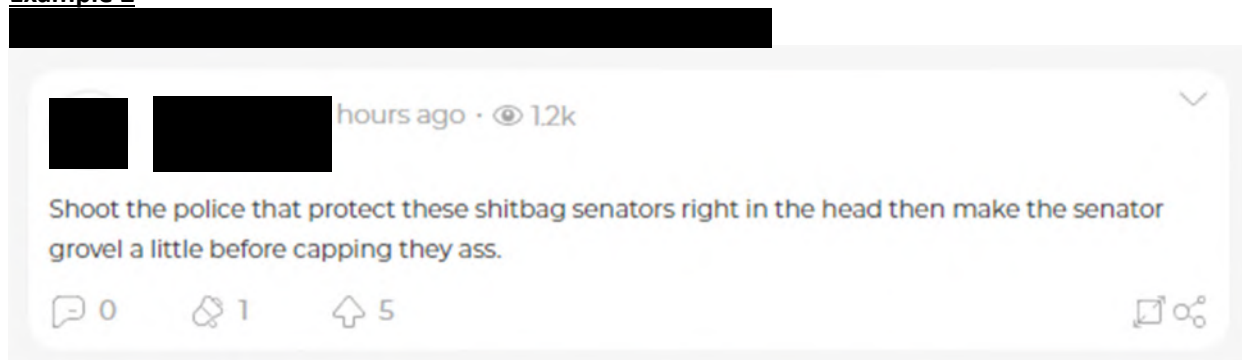 hours ago · 1.2k
Shoot the police that protect these shitbag senators right in the head then make the senator
grovel a little before capping they ass.
0 1 5